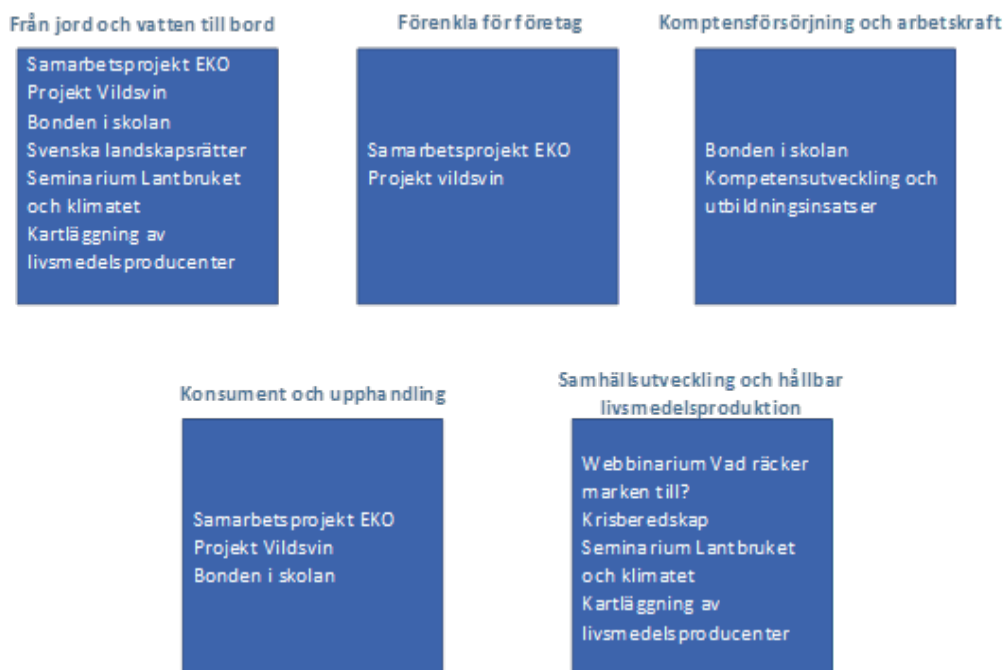 Från jord och vatten till bord
Samarbetsprojekt EKO
Projekt Vildsvin
Bonden i skolan
Svenska landskapsrätter
Seminarium Lantbruket
och klimatet
Kartläggning av
livsmedelsproducenter
Förenkla för företag
Samarbetsprojekt EKO
Projekt vildsvin
Komptensförsörjning och arbetskraft
Bonden i skolan
Kompetensutveckling och
utbildningsinsatser
Konsument och upphandling
Samarbetsprojekt EKO
Projekt Vildsvin
Bonden i skolan
Samhällsutveckling och hållbar
livsmedelsproduktion
Webbinarium Vad räcker
marken till?
Krisberedskap
Seminarium Lantbruket
och klimatet
Kartläggning av
livsmedelsproducenter